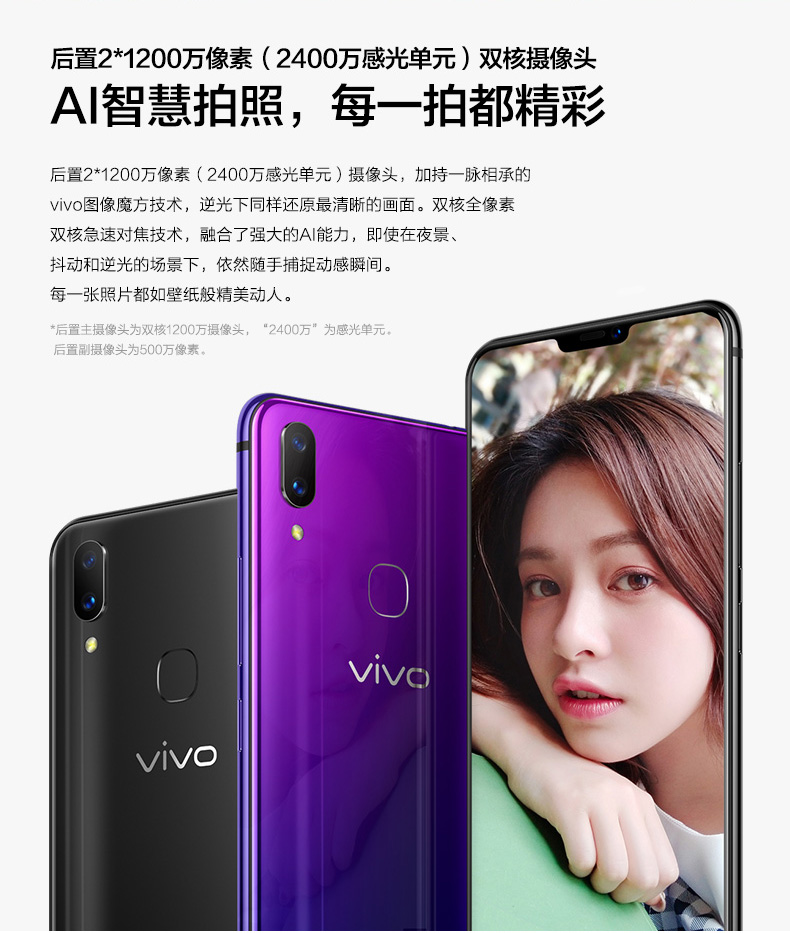 后置2*1200万像素（2400万感光单元）双核摄像头
AI智慧拍照，每一拍都精彩
后置2*1200万像素（2400万感光单元）摄像头，加持一脉相承的
vivo图像魔方技术，逆光下同样还原最清晰的画面。双核全像素
双核急速对焦技术，融合了强大的AI能力，即使在夜景、
抖动和逆光的场景下，依然随手捕捉动感瞬间。
每一张照片都如壁纸般精美动人。
*后置主摄像头为双核1200万摄像头，“2400万”为感光单元。
后置副摄像头为500万像素。
vivo
vivo